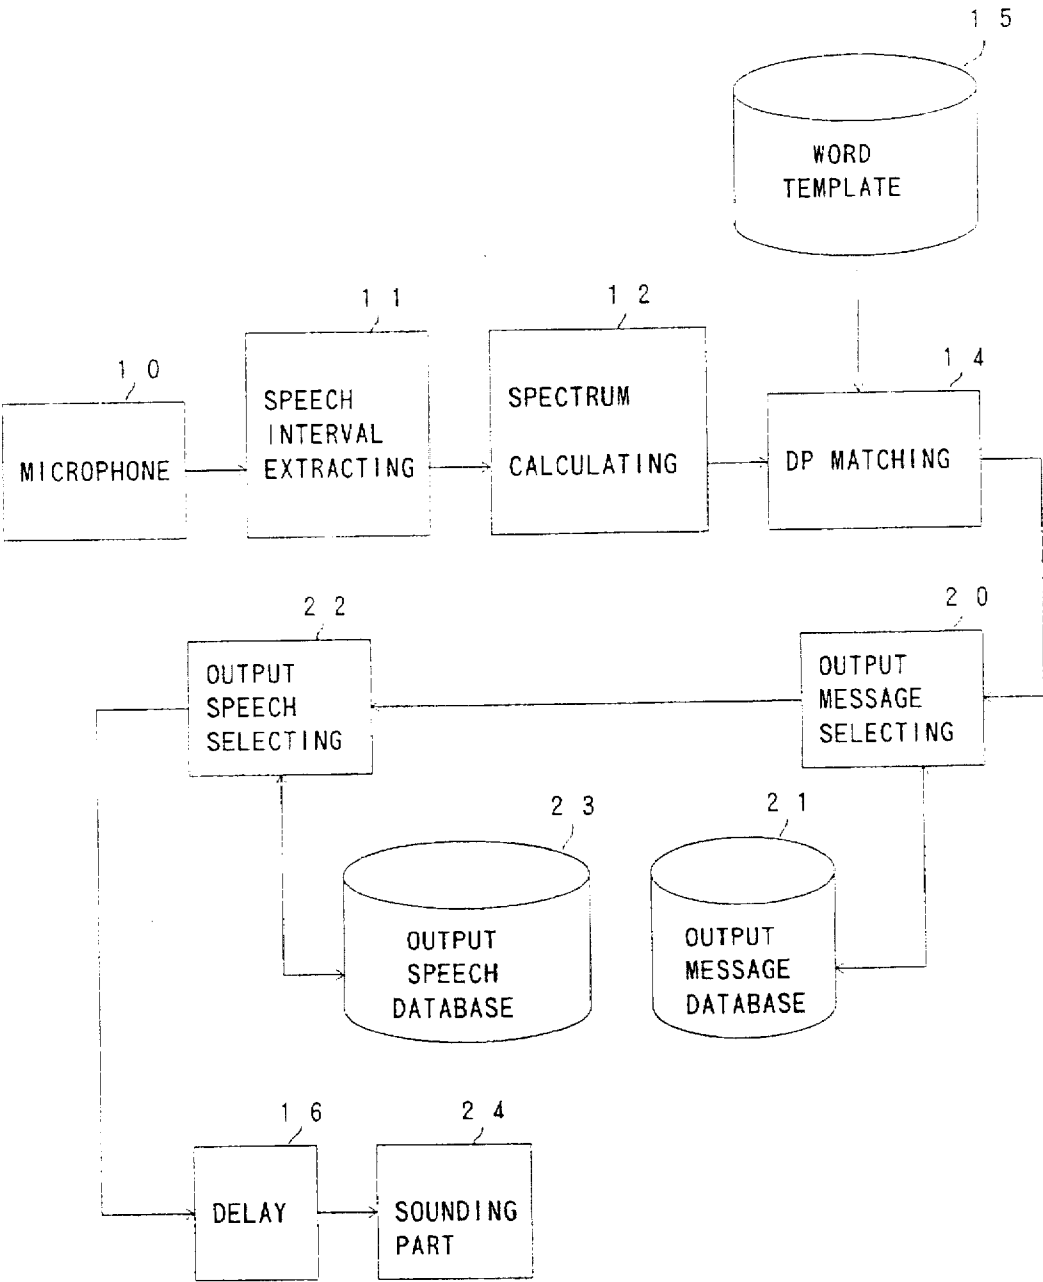 15
WORD
TEMPLATE
11
12
10
14
SPEECH
INTERVAL
EXTRACTING
SPECTRUM
CALCULATING
MICROPHONE
DP MATCHING
22
20
OUTPUT
SPEECH
SELECTING
OUTPUT
MESSAGE
SELECTING
23
21
OUTPUT
SPEECH
DATABASE
OUTPUT
MESSAGE
DATABASE
16
24
DELAY
SOUNDING
PART